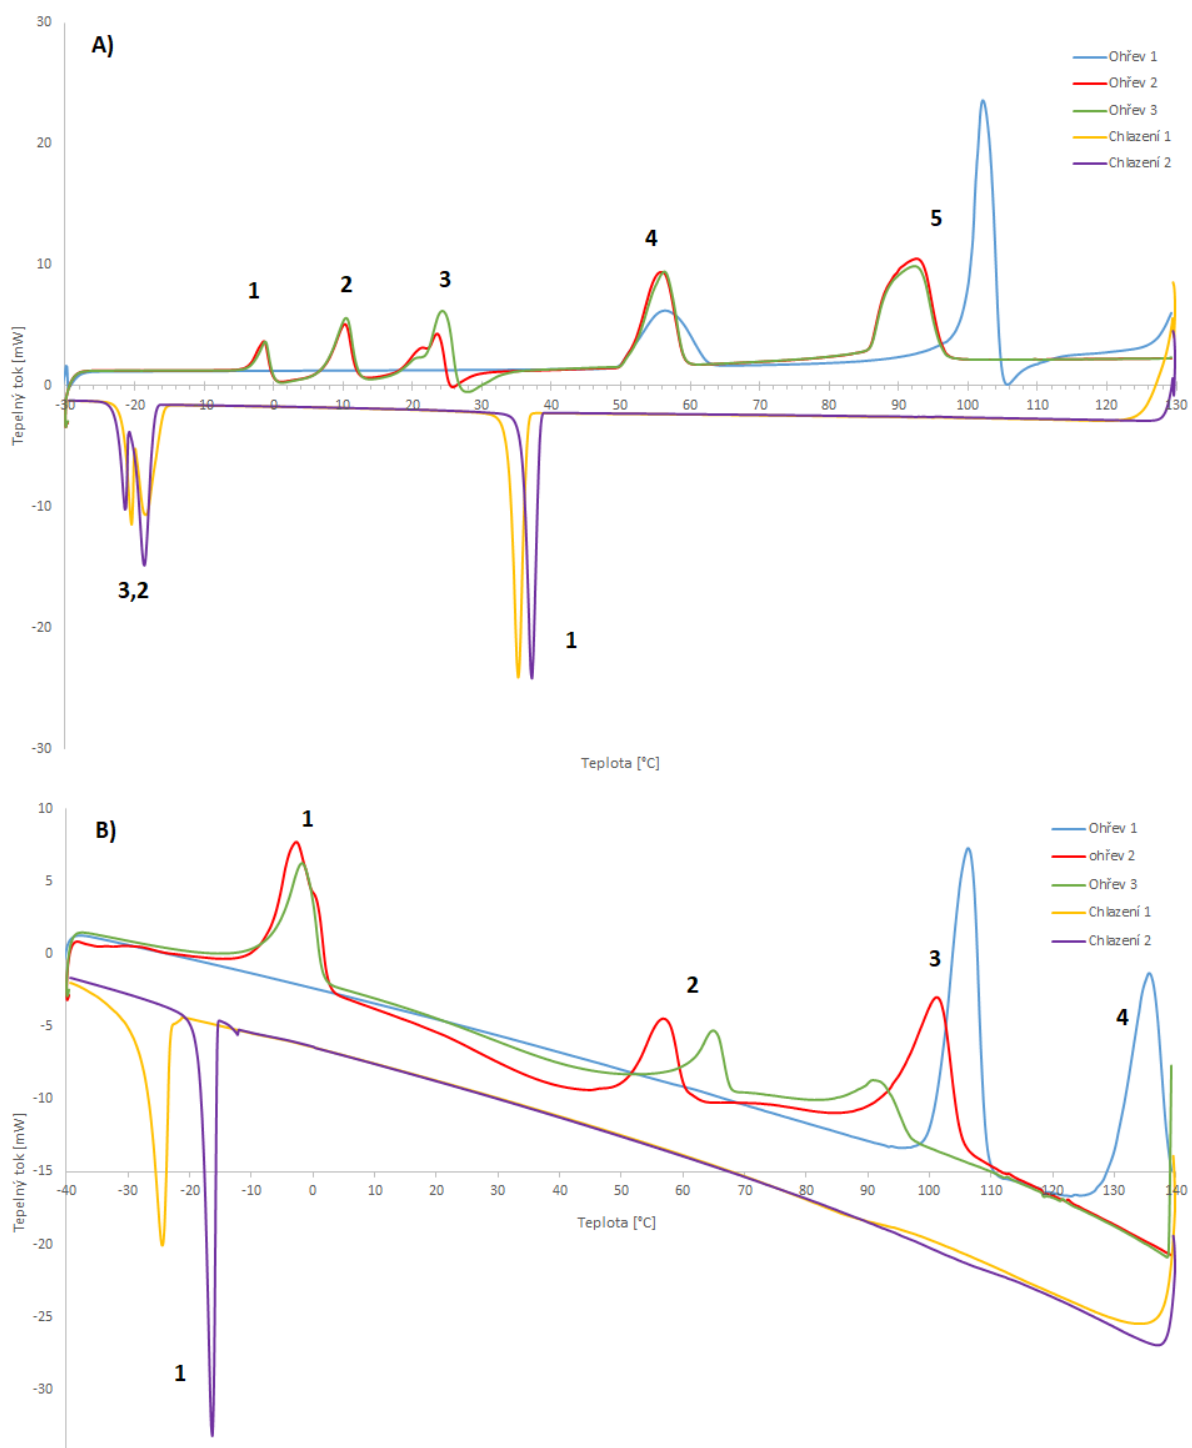 A)
30
20
10
0
-10
-20
-30
Tepelný tok [mW]
Ohřev 1
Ohřev 2
Ohřev 3
Chlazení 1
Chlazení 2
1
2
3
4
5
-30 -20 -10 0 10 20 30 40 50 60 70 80 90 100 110 120 130
3,2
1
Teplota [°C]
B)
10
5
0
-5
-10
-15
-20
-25
-30
Tepelný tok [mW]
Ohřev 1
ohřev 2
Ohřev 3
Chlazení 1
Chlazení 2
1
2
3
4
-40 -30 -20 -10 0 10 20 30 40 50 60 70 80 90 100 110 120 130 140
Teplota [°C]
1